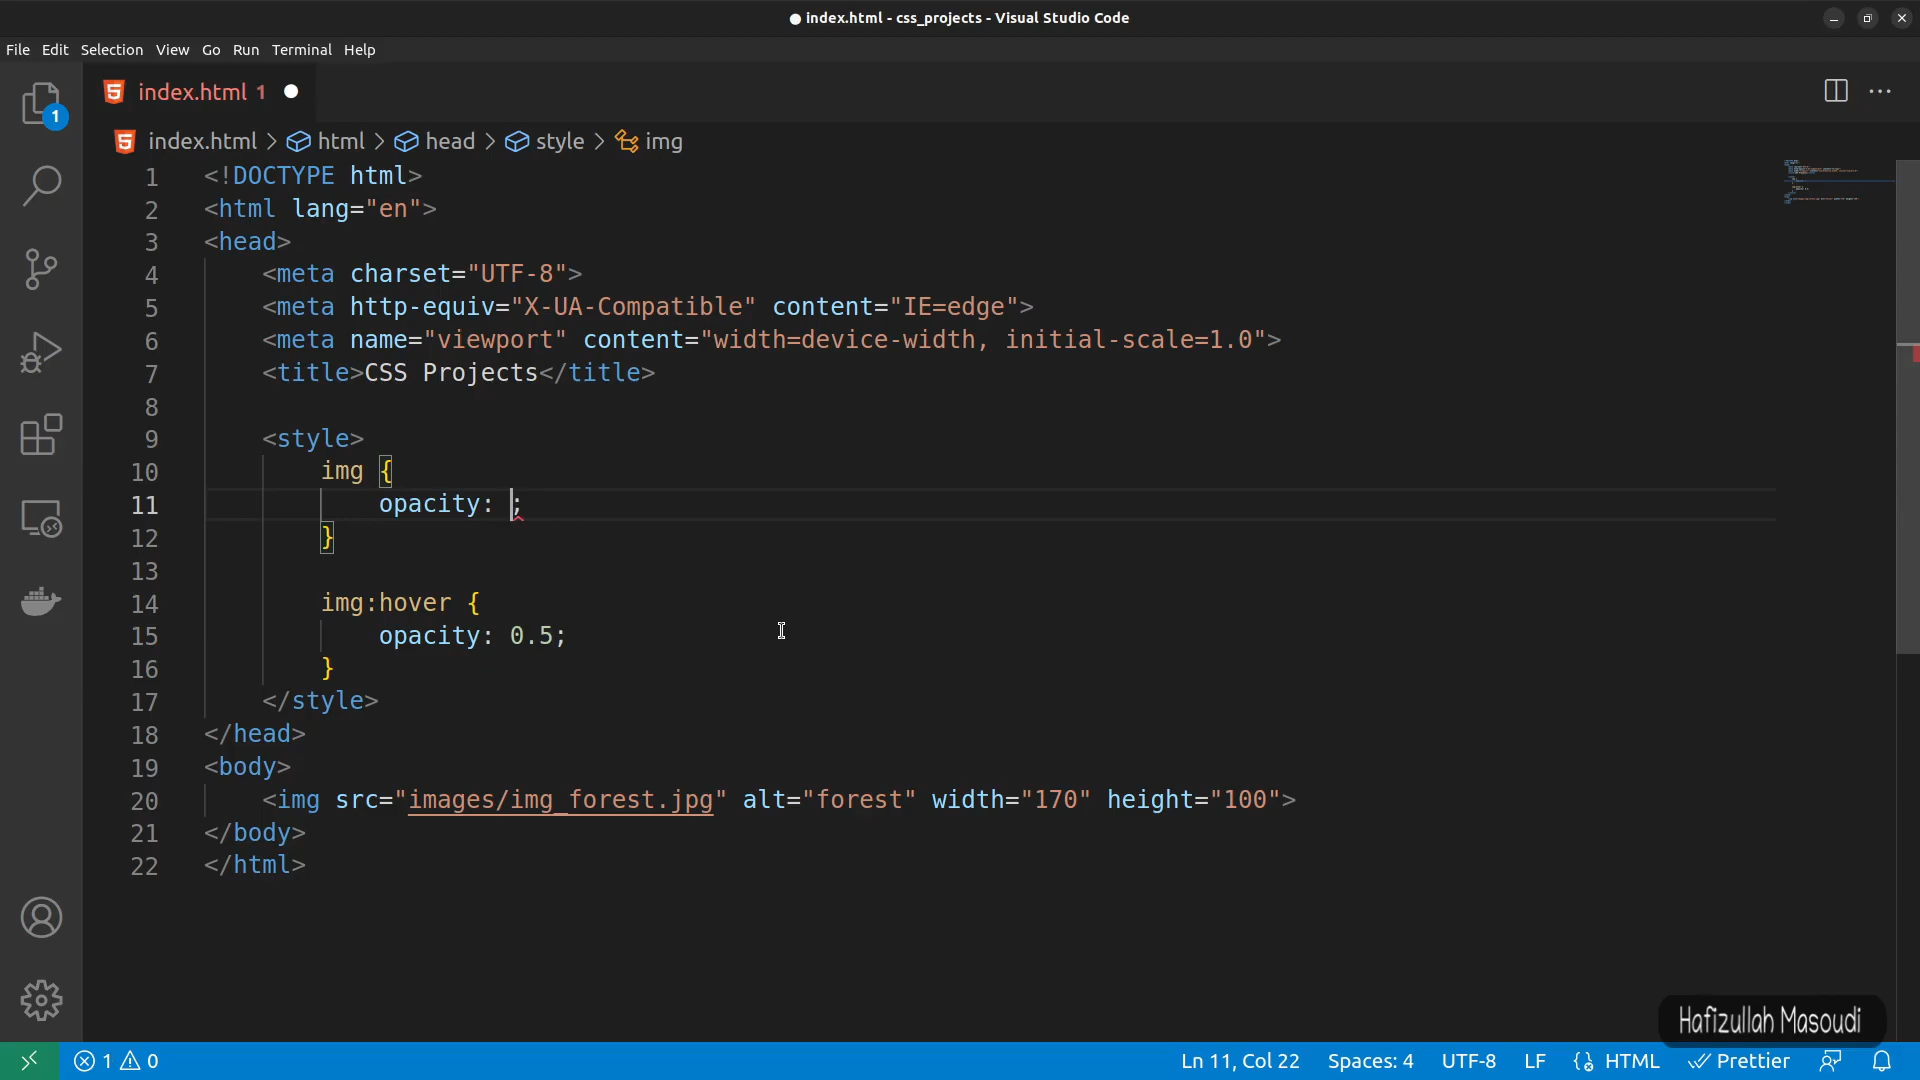 index.html - css_projects - Visual Studio Code
File Edit Selection View Go Run Terminal Help
index.html 1
1
index.html > html > head > style > img
1 <!DOCTYPE html>
2 <html lang="en">
3 <head>
4 <meta charset="UTF-8">
5 <meta http-equiv="X-UA-Compatible" content="IE=edge">
6 <meta name="viewport" content="width=device-width, initial-scale=1.0">
7 <title>CSS Projects</title>
8
9 <style>
10 img {
11 opacity: ;
12 }
13
14 img:hover {
15 opacity: 0.5;
16 }
17 </style>
18 </head>
19 <body>
20 <img src="images/img_forest.jpg" alt="forest" width="170" height="100">
21 </body>
22 </html>
Hafizullah Masoudi
1 0 Ln 11, Col 22 Spaces: 4 UTF-8 LF HTML Prettier